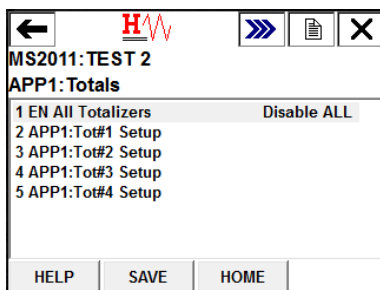 H
MS2011:TEST 2
APP1:Totals
1 EN All Totalizers Disable ALL
2 APP1:Tot#1 Setup
3 APP1:Tot#2 Setup
4 APP1:Tot#3 Setup
5 APP1:Tot#4 Setup
HELP SAVE HOME